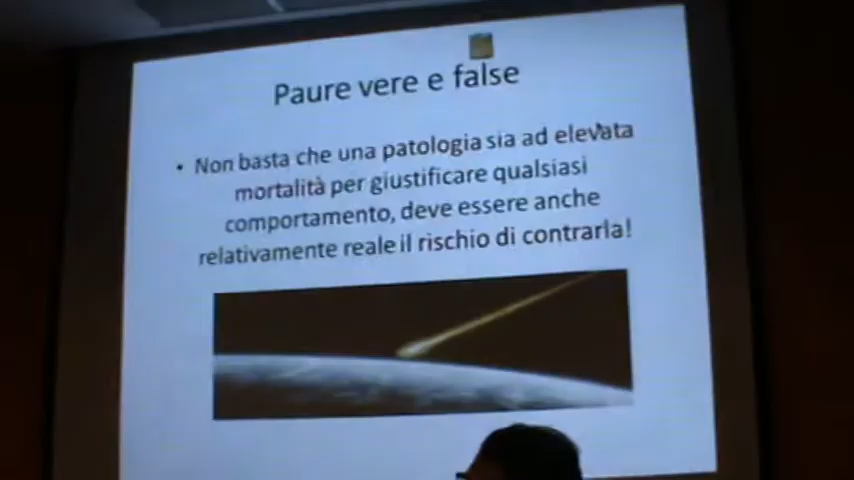 Paure vere e false
• Non basta che una patologia sia ad elevata
mortalità per giustificare qualsiasi
comportamento, deve essere anche
relativamente reale il rischio di contrarla!